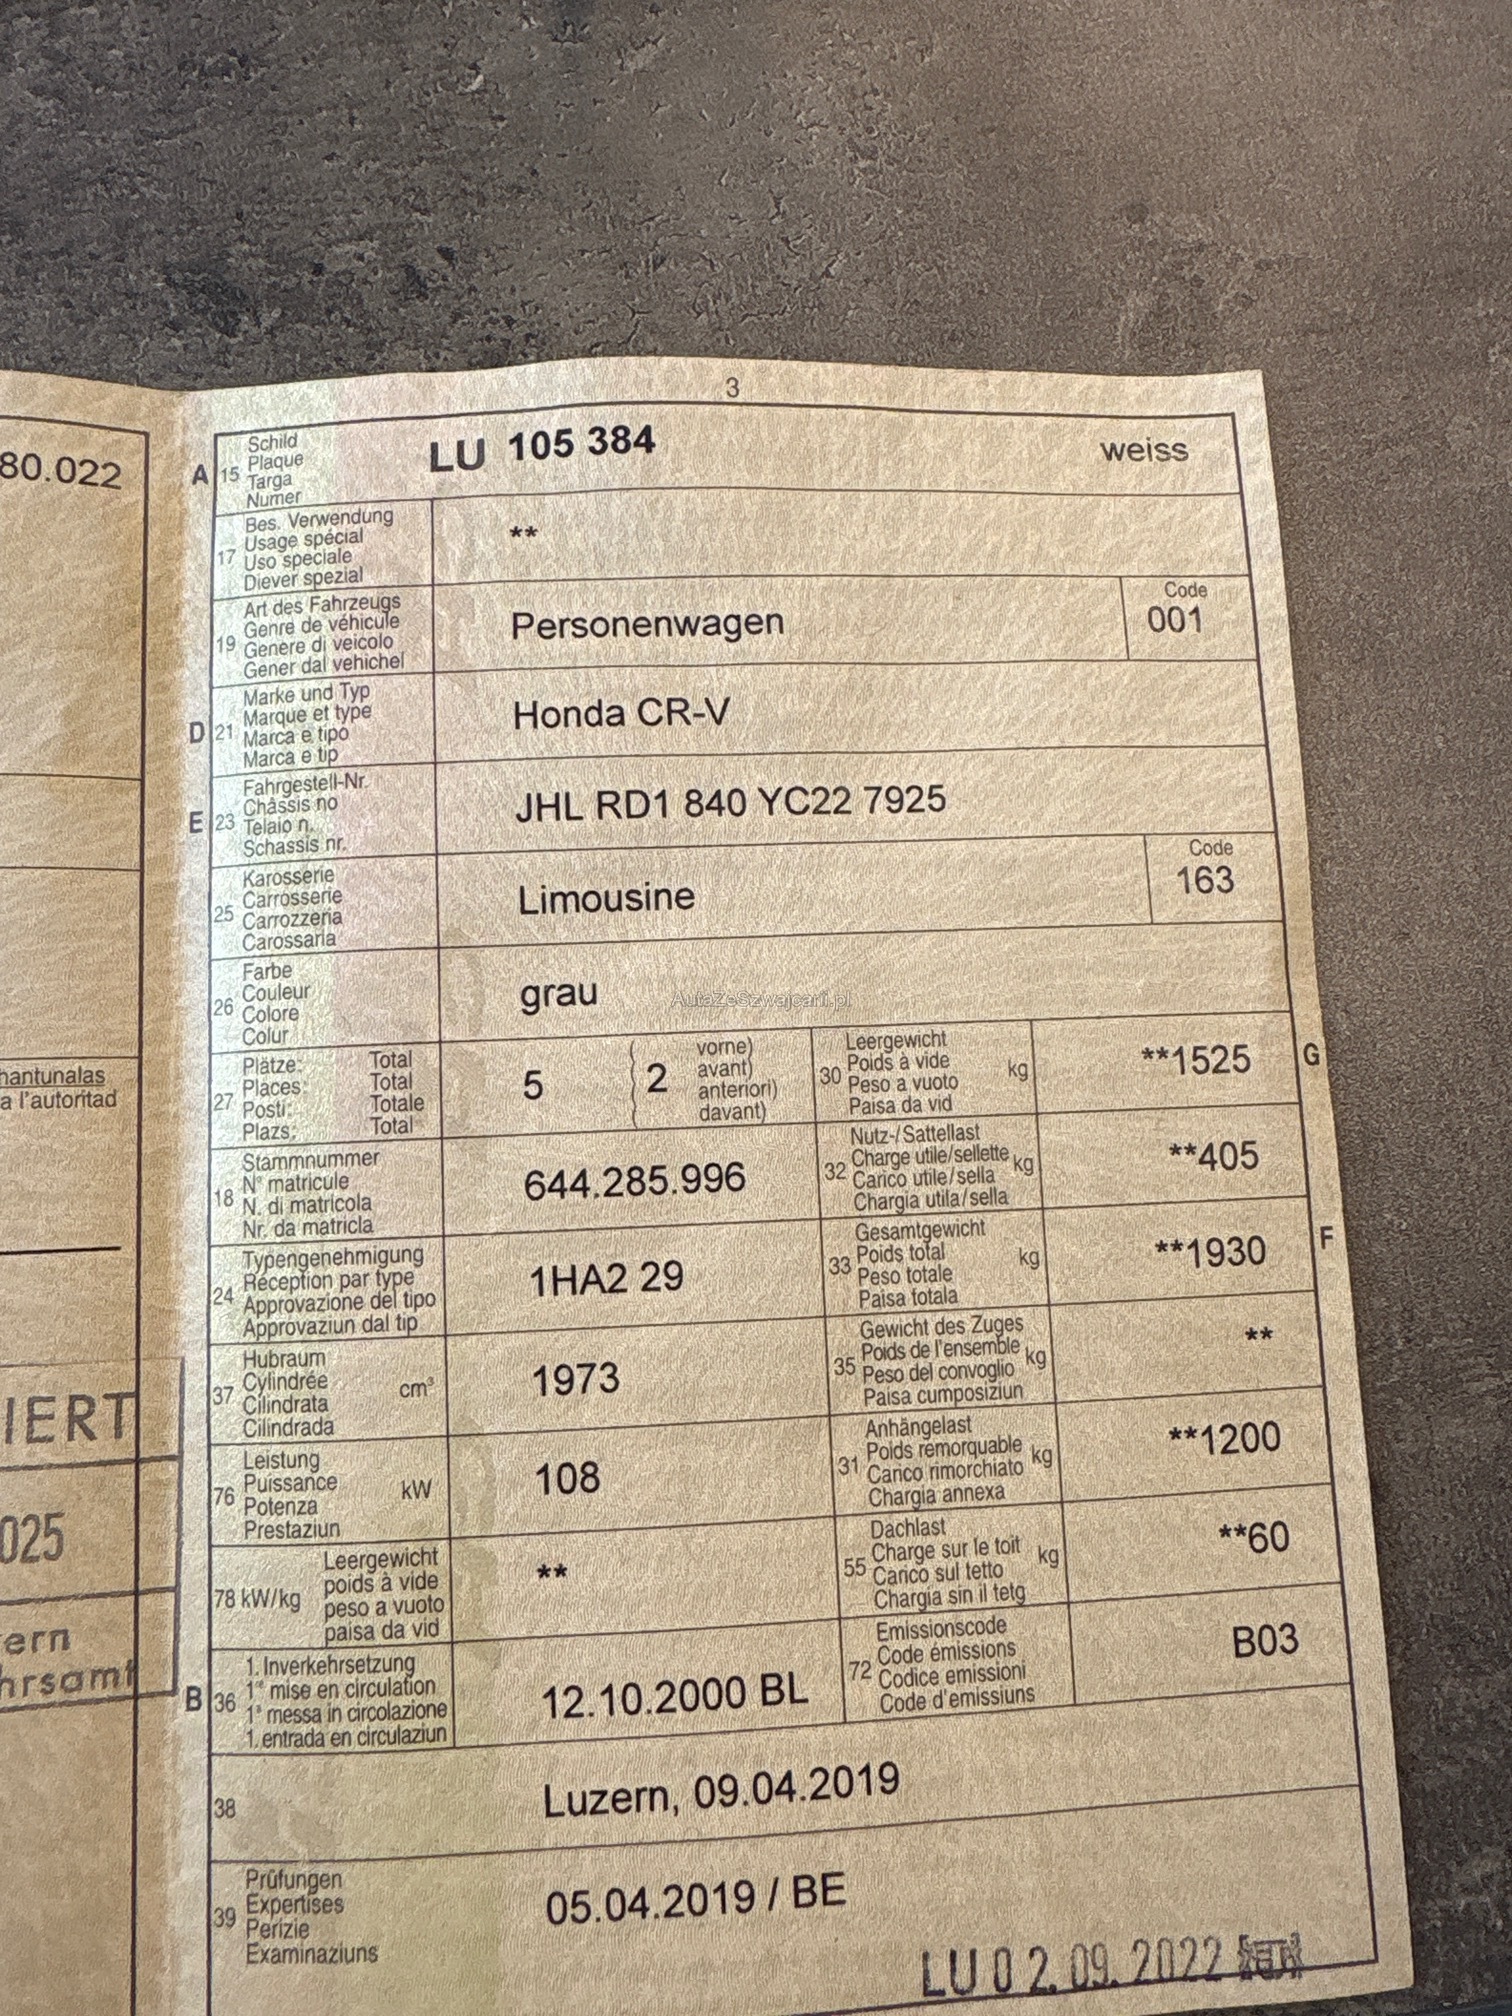 3
80.022
A 15 Schild
Plaque
Targa
Numer
LU 105 384 weiss
17 Bes. Verwendung
Usage spécial
Uso speciale
Diever spezial
**
19 Art des Fahrzeugs
Genre de véhicule
Genere di veicolo
Gener dal vehichel
Personenwagen
Code
001
D 21 Marke und Typ
Marque et type
Marca e tipo
Marca e tip
Honda CR-V
E 23 Fahrgestell-Nr.
Châssis no
Telaio n.
Schassis nr.
JHL RD1 840 YC22 7925
25 Karosserie
Carrosserie
Carrozzeria
Carossaria
Limousine
Code
163
26 Farbe
Couleur
Colore
Colur
grau
AutaZeSzwajcarii.pl
27 Plätze: Total
Places: Total
Posti: Totale
Plazs: Total
5 ( 2 vorne)
avant)
anteriori)
davant)
30 Leergewicht
Poids à vide kg
Peso a vuoto
Paisa da vid
**1525 G
hantunalas
a l'autoritad
18 Stammnummer
N° matricule
N. di matricola
Nr. da matricla
644.285.996
32 Nutz-/Sattellast
Charge utile/sellette kg
Carico utile/sella
Chargia utila/sella
**405
24 Typengenehmigung
Réception par type
Approvazione del tipo
Approvaziun dal tip
1HA2 29
33 Gesamtgewicht
Poids total kg
Peso totale
Paisa totala
**1930 F
37 Hubraum
Cylindrée cm³
Cilindrata
Cilindrada
1973
35 Gewicht des Zuges
Poids de l'ensemble kg
Peso del convoglio
Paisa cumposiziun
**
IERT
76 Leistung
Puissance kW
Potenza
Prestaziun
108
31 Anhängelast
Poids remorquable kg
Carico rimorchiato
Chargia annexa
**1200
025
78 kW/kg Leergewicht
poids à vide
peso a vuoto
paisa da vid
**
55 Dachlast
Charge sur le toit kg
Carico sul tetto
Chargia sin il tetg
**60
ern
hrsamt
B 36 1. Inverkehrsetzung
1re mise en circulation
1a messa in circolazione
1. entrada en circulaziun
12.10.2000 BL
72 Emissionscode
Code émissions
Codice emissioni
Code d'emissiuns
B03
38 Luzern, 09.04.2019
39 Prüfungen
Expertises
Perizie
Examinaziuns
05.04.2019 / BE
LU 0 2. 09. 2022